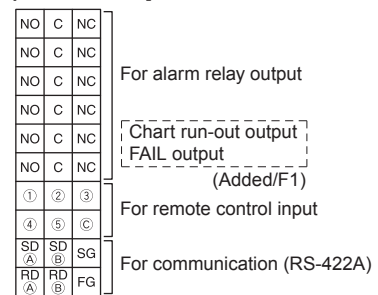 NO C NC
NO C NC
NO C NC
For alarm relay output
NO C NC
NO C NC
Chart run-out output
FAIL output
NO C NC
(Added/F1)
① ② ③
For remote control input
④ ⑤ Ⓒ
SD Ⓐ SD Ⓑ SG
For communication (RS-422A)
RD Ⓐ RD Ⓑ FG